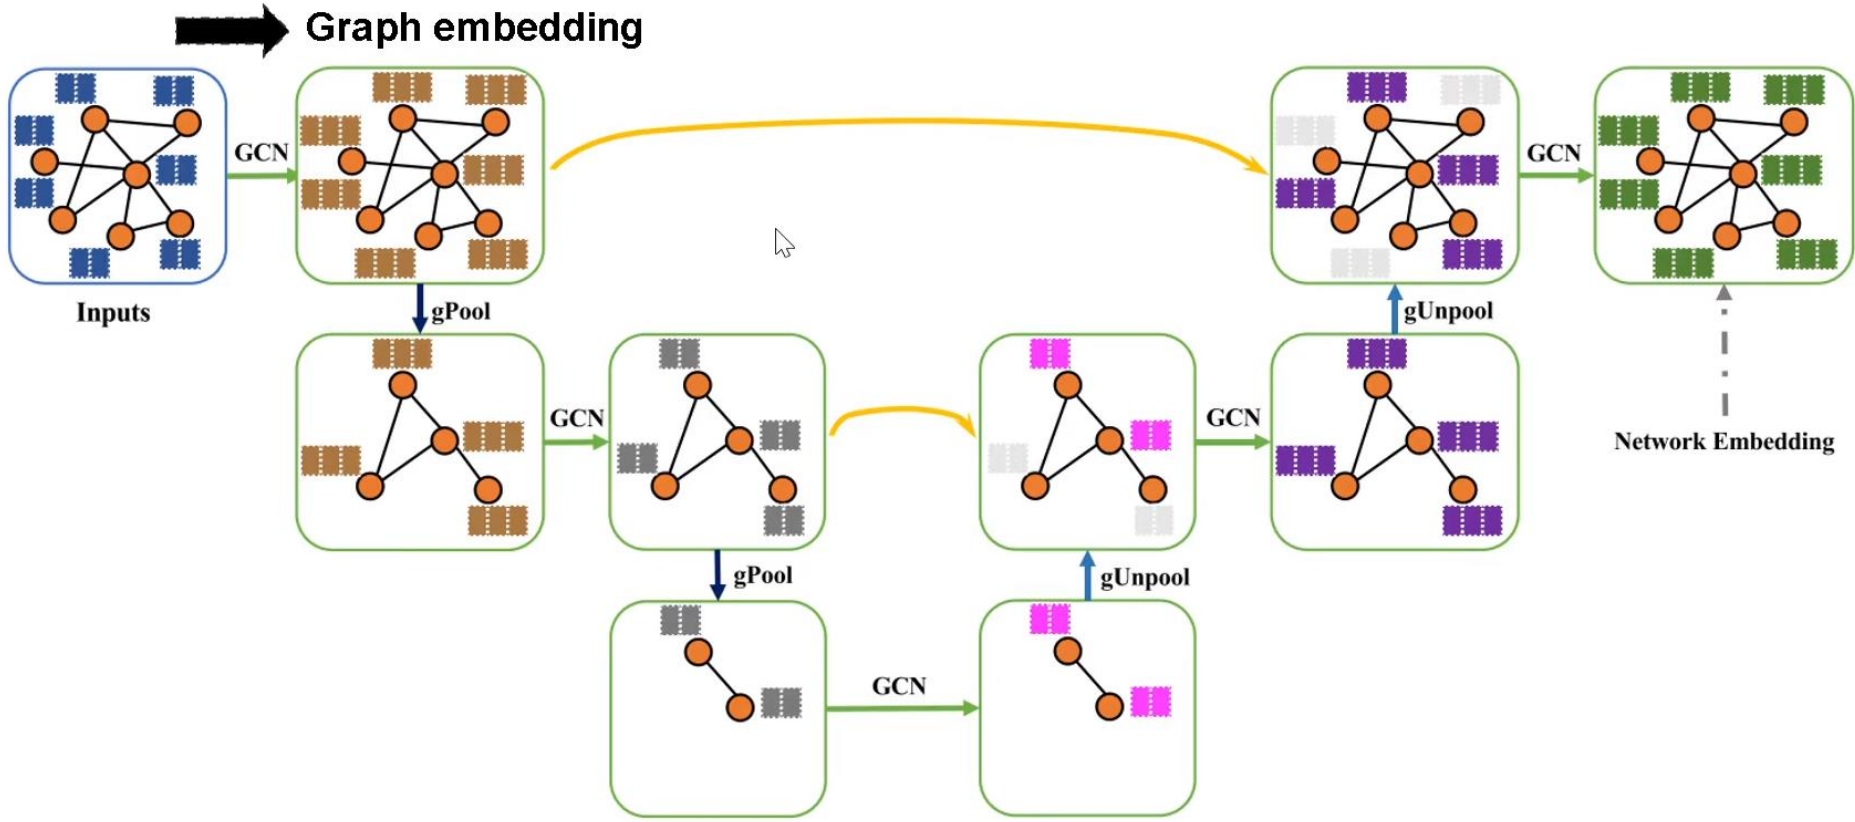 Graph embedding
GCN
GCN
Inputs
gPool
gUnpool
GCN
GCN
Network Embedding
gPool
gUnpool
GCN